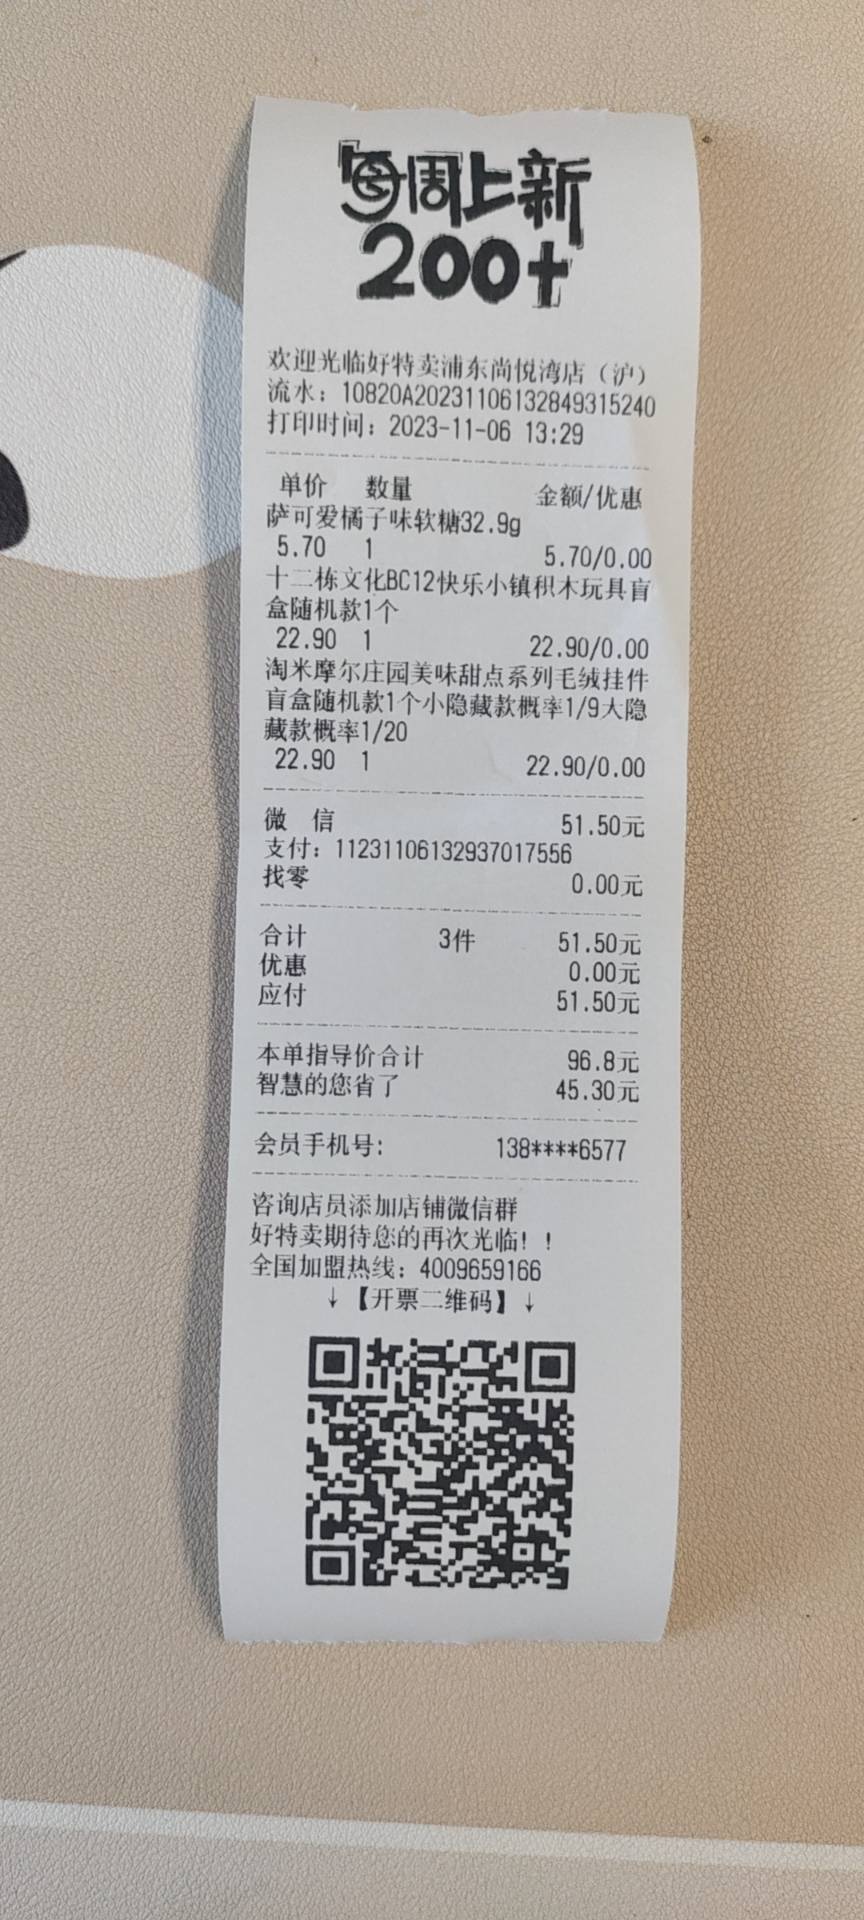 每周上新
200+
欢迎光临好特卖浦东尚悦湾店（沪）
流水：10820A20231106132849315240
打印时间：2023-11-06 13:29
单价 数量 金额/优惠
萨可爱橘子味软糖32.9g
5.70 1 5.70/0.00
十二栋文化BC12快乐小镇积木玩具盲
盒随机款1个
22.90 1 22.90/0.00
淘米摩尔庄园美味甜点系列毛绒挂件
盲盒随机款1个小隐藏款概率1/9大隐
藏款概率1/20
22.90 1 22.90/0.00
微 信 51.50元
支付：11231106132937017556
找零 0.00元
合计 3件 51.50元
优惠 0.00元
应付 51.50元
本单指导价合计 96.8元
智慧的您省了 45.30元
会员手机号: 138****6577
咨询店员添加店铺微信群
好特卖期待您的再次光临！！
全国加盟热线：4009659166
↓【开票二维码】↓